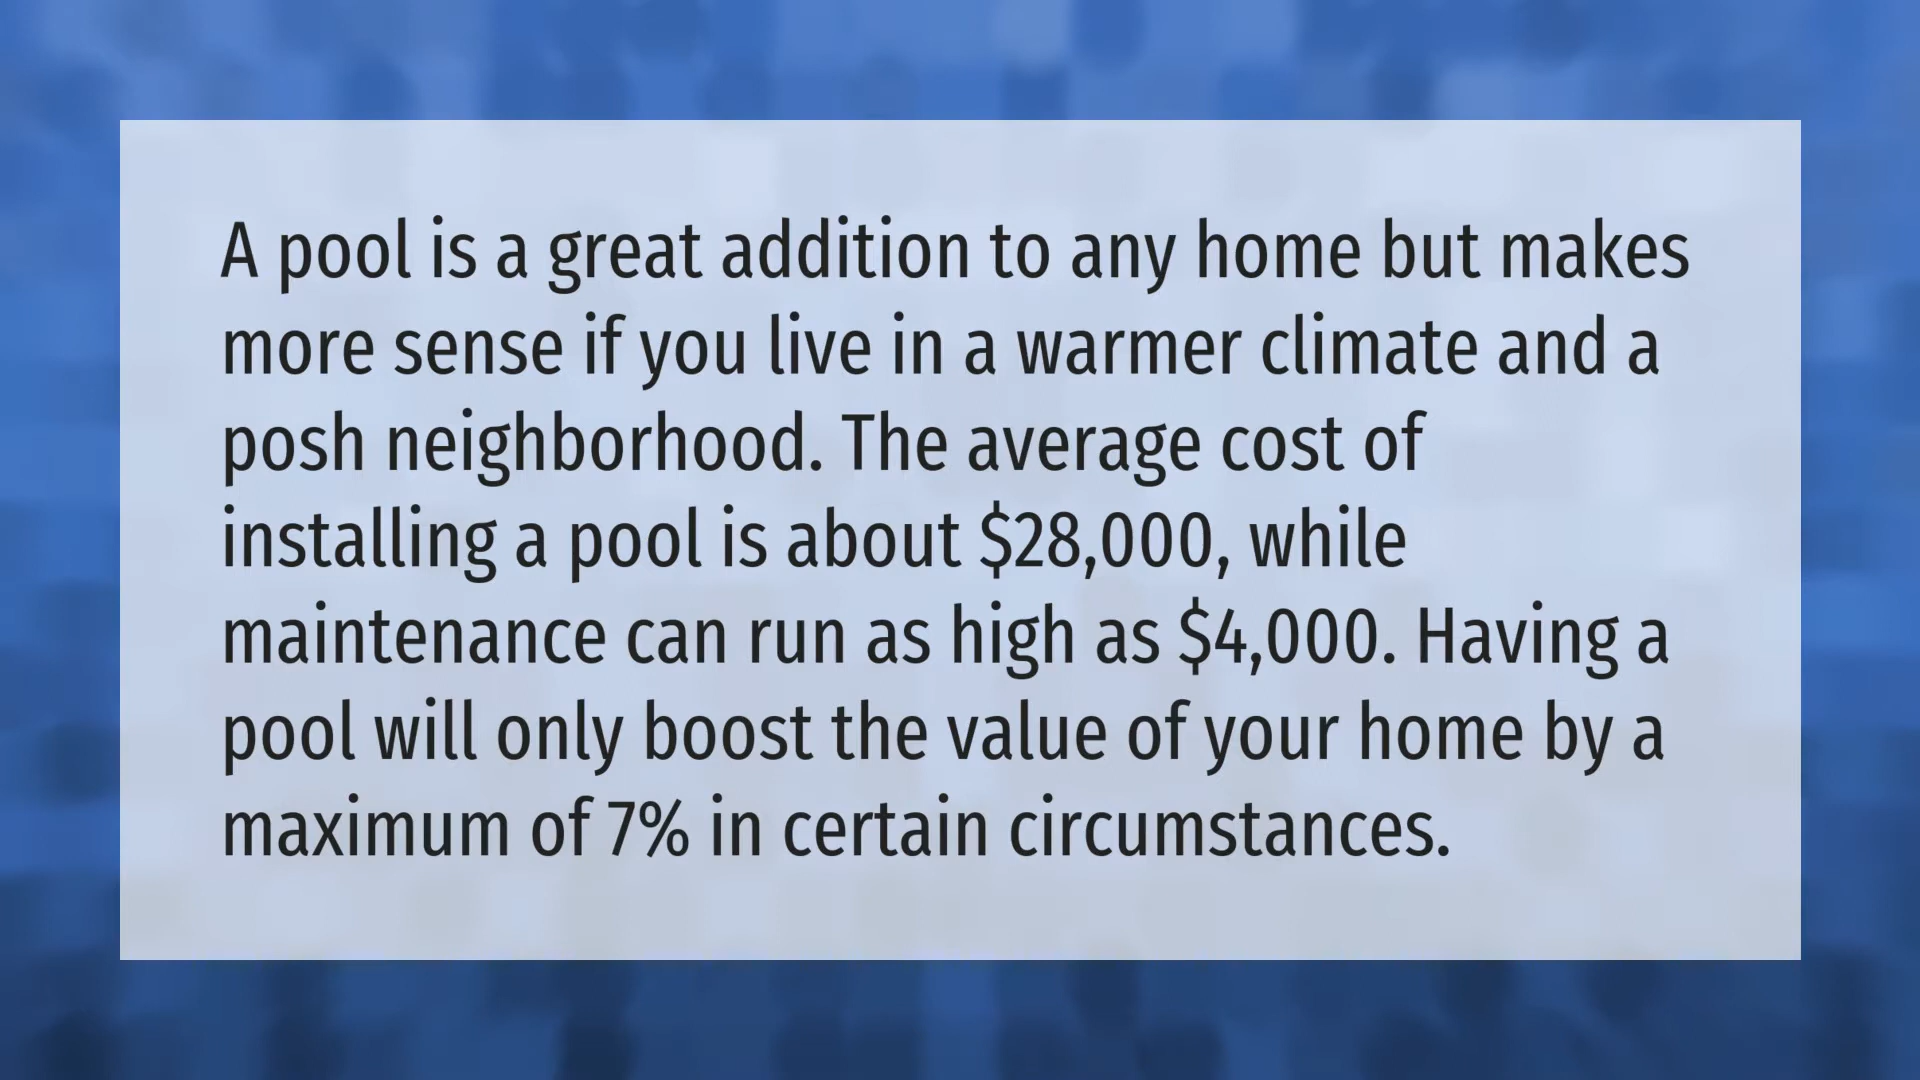 A pool is a great addition to any home but makes
more sense if you live in a warmer climate and a
posh neighborhood. The average cost of
installing a pool is about $28,000, while
maintenance can run as high as $4,000. Having a
pool will only boost the value of your home by a
maximum of 7% in certain circumstances.